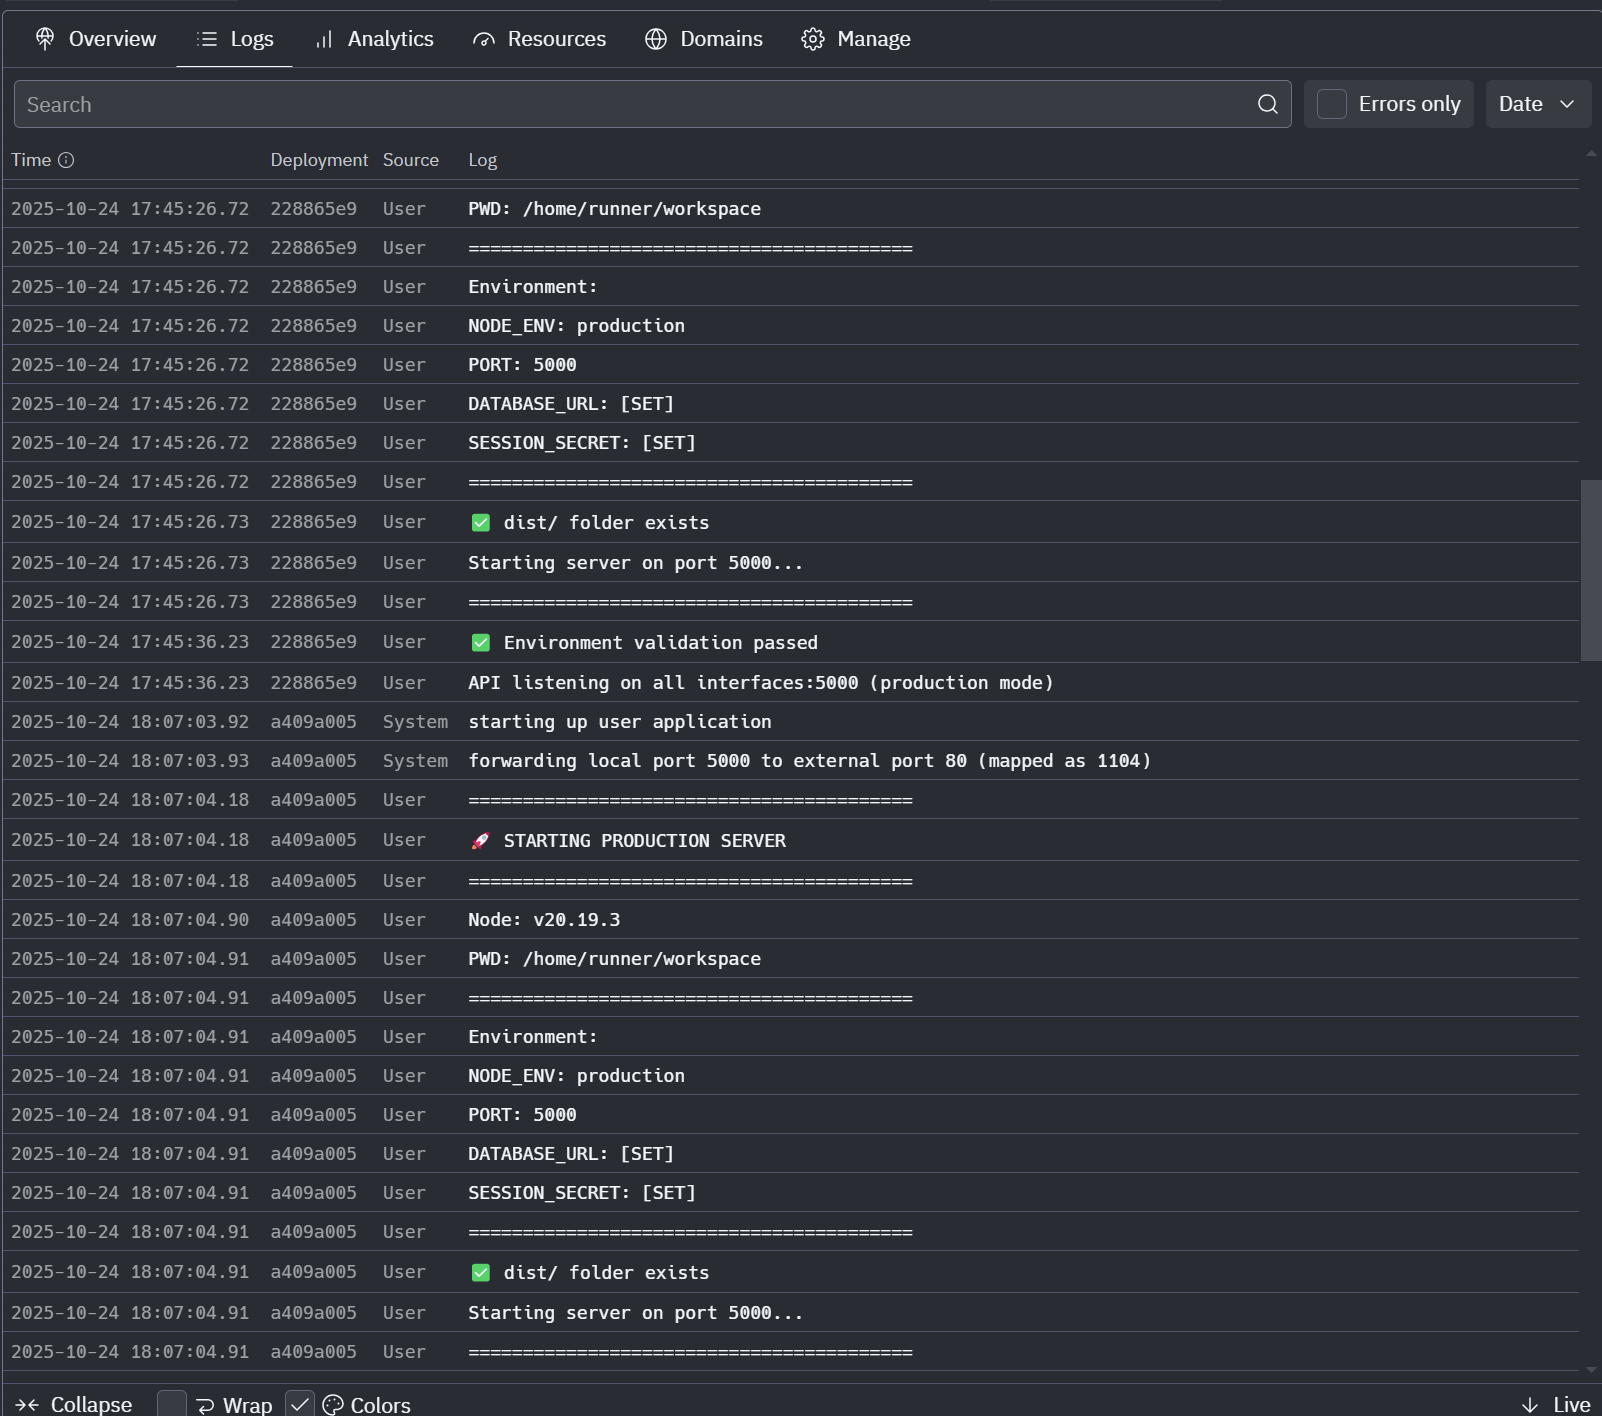 Overview Logs Analytics Resources Domains Manage
Search Errors only Date
Time Deployment Source Log
2025-10-24 17:45:26.72 228865e9 User PWD: /home/runner/workspace
2025-10-24 17:45:26.72 228865e9 User =========================================
2025-10-24 17:45:26.72 228865e9 User Environment:
2025-10-24 17:45:26.72 228865e9 User NODE_ENV: production
2025-10-24 17:45:26.72 228865e9 User PORT: 5000
2025-10-24 17:45:26.72 228865e9 User DATABASE_URL: [SET]
2025-10-24 17:45:26.72 228865e9 User SESSION_SECRET: [SET]
2025-10-24 17:45:26.72 228865e9 User =========================================
2025-10-24 17:45:26.73 228865e9 User ✅ dist/ folder exists
2025-10-24 17:45:26.73 228865e9 User Starting server on port 5000...
2025-10-24 17:45:26.73 228865e9 User =========================================
2025-10-24 17:45:36.23 228865e9 User ✅ Environment validation passed
2025-10-24 17:45:36.23 228865e9 User API listening on all interfaces:5000 (production mode)
2025-10-24 18:07:03.92 a409a005 System starting up user application
2025-10-24 18:07:03.93 a409a005 System forwarding local port 5000 to external port 80 (mapped as 1104)
2025-10-24 18:07:04.18 a409a005 User =========================================
2025-10-24 18:07:04.18 a409a005 User 🚀 STARTING PRODUCTION SERVER
2025-10-24 18:07:04.18 a409a005 User =========================================
2025-10-24 18:07:04.90 a409a005 User Node: v20.19.3
2025-10-24 18:07:04.91 a409a005 User PWD: /home/runner/workspace
2025-10-24 18:07:04.91 a409a005 User =========================================
2025-10-24 18:07:04.91 a409a005 User Environment:
2025-10-24 18:07:04.91 a409a005 User NODE_ENV: production
2025-10-24 18:07:04.91 a409a005 User PORT: 5000
2025-10-24 18:07:04.91 a409a005 User DATABASE_URL: [SET]
2025-10-24 18:07:04.91 a409a005 User SESSION_SECRET: [SET]
2025-10-24 18:07:04.91 a409a005 User =========================================
2025-10-24 18:07:04.91 a409a005 User ✅ dist/ folder exists
2025-10-24 18:07:04.91 a409a005 User Starting server on port 5000...
2025-10-24 18:07:04.91 a409a005 User =========================================
Collapse Wrap Colors Live